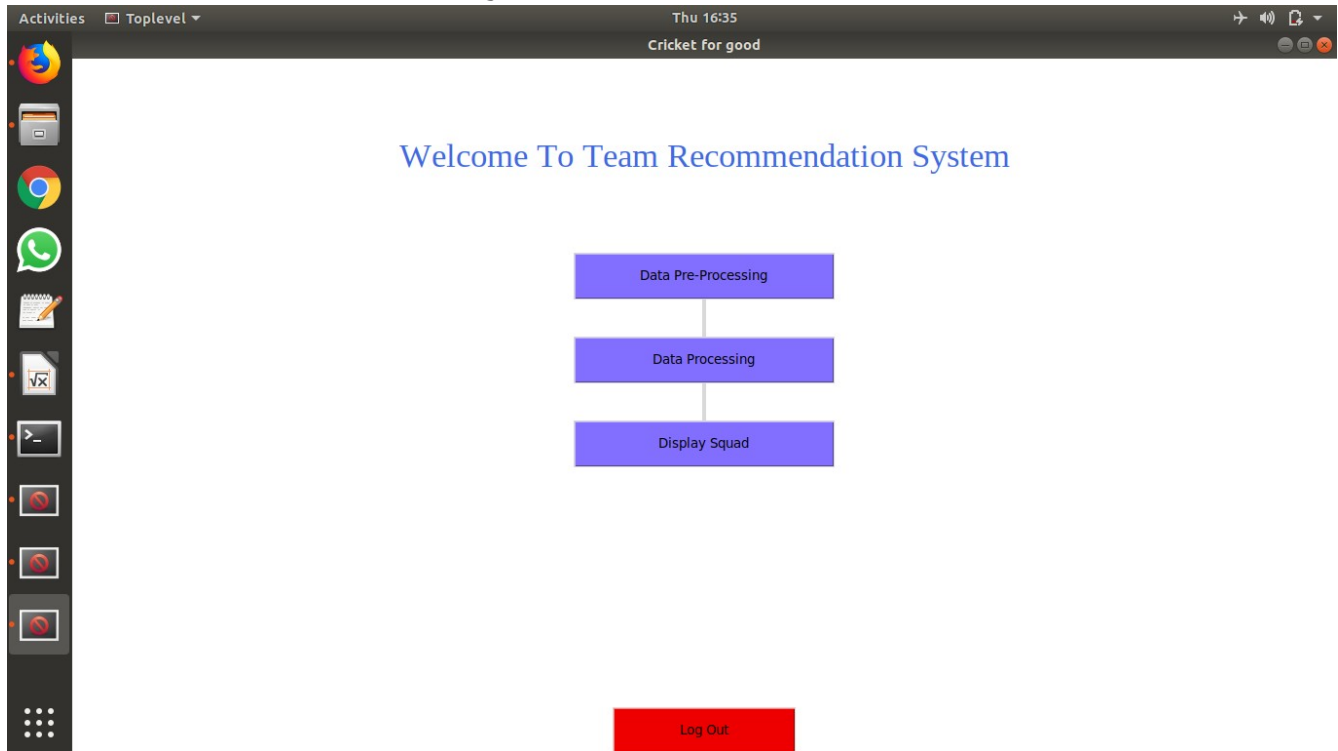 Activities Toplevel Thu 16:35
Cricket for good
Welcome To Team Recommendation System
Data Pre-Processing
Data Processing
Display Squad
Log Out